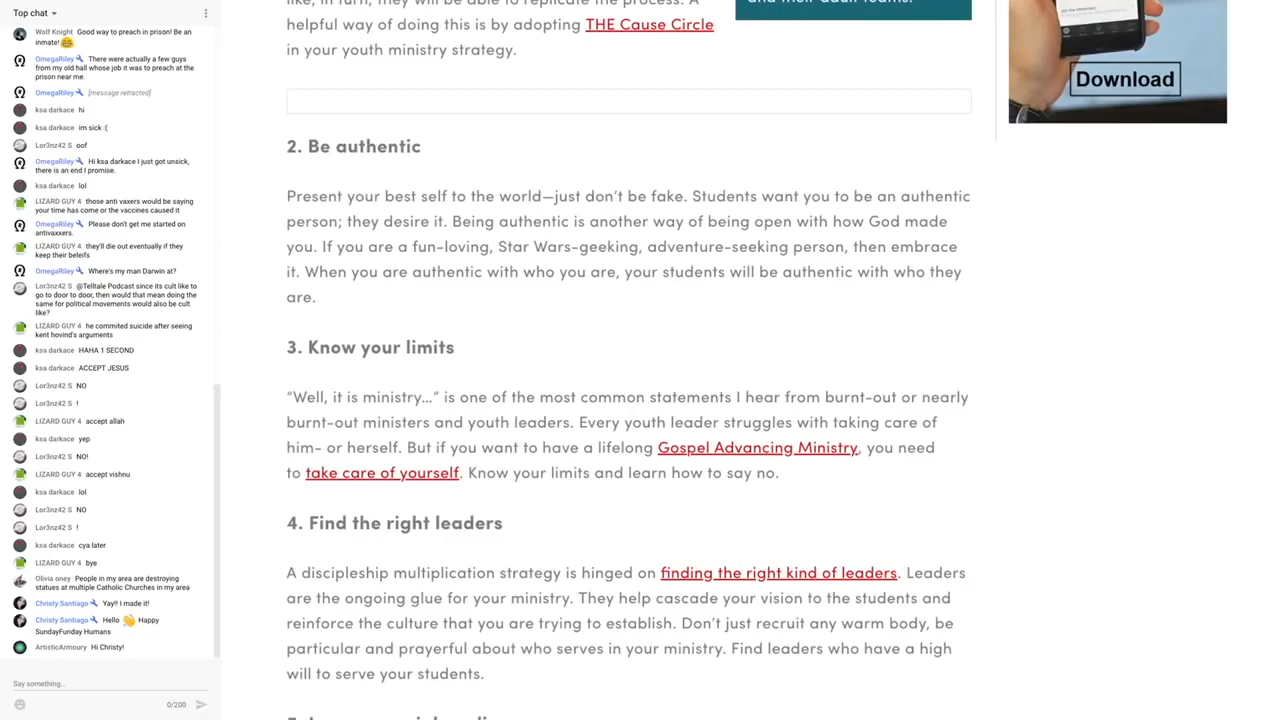 Top chat
Wolf Knight Good way to preach in prison! Be an
inmate!
OmegaRiley There were actually a few guys
from my old hall whose job it was to preach at the
prison near me.
OmegaRiley [message retracted]
ksa darkace hi
ksa darkace im sick :(
Lor3nz42 S oof
OmegaRiley Hi ksa darkace I just got unsick,
there is an end I promise.
ksa darkace lol
LIZARD GUY 4 those anti vaxers would be saying
your time has come or the vaccines caused it
OmegaRiley Please don't get me started on
antivaxxers.
LIZARD GUY 4 they'll die out eventually if they
keep their beleifs
OmegaRiley Where's my man Darwin at?
Lor3nz42 S @Telltale Podcast since its cult like to
go to door to door, then would that mean doing the
same for political movements would also be cult
like?
LIZARD GUY 4 he commited suicide after seeing
kent hovind's arguments
ksa darkace HAHA 1 SECOND
ksa darkace ACCEPT JESUS
Lor3nz42 S NO
Lor3nz42 S !
LIZARD GUY 4 accept allah
ksa darkace yep
Lor3nz42 S NO!
LIZARD GUY 4 accept vishnu
ksa darkace lol
Lor3nz42 S NO
Lor3nz42 S !
ksa darkace cya later
LIZARD GUY 4 bye
Olivia oney People in my area are destroying
statues at multiple Catholic Churches in my area
Christy Santiago Yay!! I made it!
Christy Santiago Hello 👋 Happy
SundayFunday Humans
ArtisticArmoury Hi Christy!
Say something...
0/200
like, in turn, they will be able to replicate the process. A
helpful way of doing this is by adopting THE Cause Circle
in your youth ministry strategy.
2. Be authentic
Present your best self to the world—just don't be fake. Students want you to be an authentic
person; they desire it. Being authentic is another way of being open with how God made
you. If you are a fun-loving, Star Wars-geeking, adventure-seeking person, then embrace
it. When you are authentic with who you are, your students will be authentic with who they
are.
3. Know your limits
“Well, it is ministry…” is one of the most common statements I hear from burnt-out or nearly
burnt-out ministers and youth leaders. Every youth leader struggles with taking care of
him- or herself. But if you want to have a lifelong Gospel Advancing Ministry, you need
to take care of yourself. Know your limits and learn how to say no.
4. Find the right leaders
A discipleship multiplication strategy is hinged on finding the right kind of leaders. Leaders
are the ongoing glue for your ministry. They help cascade your vision to the students and
reinforce the culture that you are trying to establish. Don't just recruit any warm body, be
particular and prayerful about who serves in your ministry. Find leaders who have a high
will to serve your students.
and their adult teams.
Download